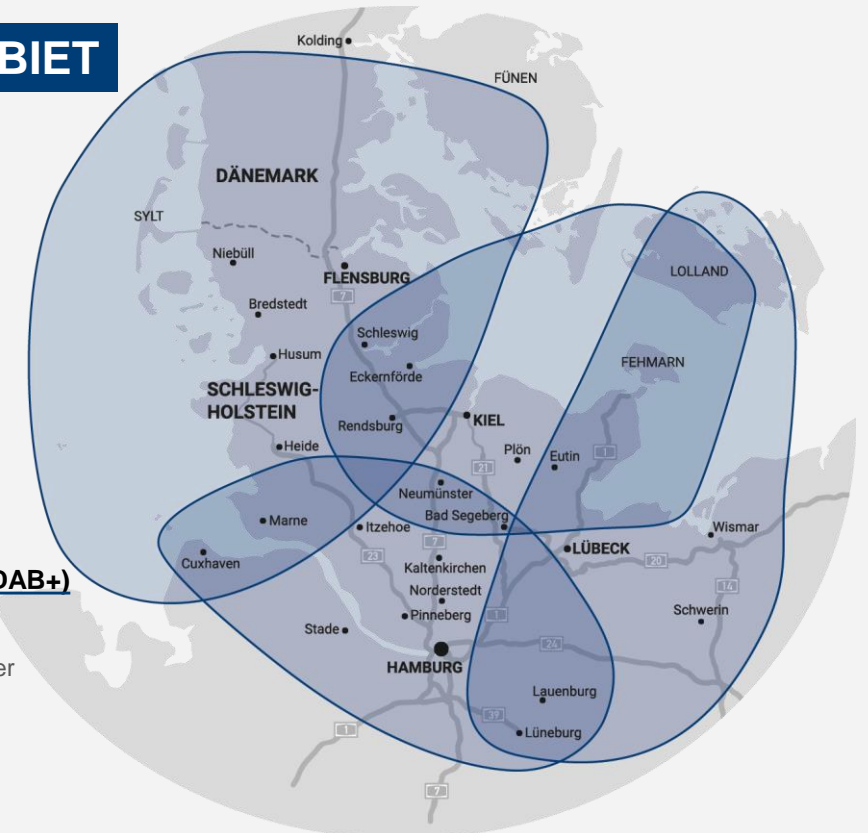 BIET
Kolding
FÜNEN
DÄNEMARK
SYLT
Niebüll
FLENSBURG
7
LOLLAND
Bredstedt
Schleswig
Husum
Eckernförde
FEHMARN
SCHLESWIG-
HOLSTEIN
Rendsburg
KIEL
Heide
Plön
Eutin
1
21
Neumünster
Marne
Itzehoe
Bad Segeberg
Wismar
7
Cuxhaven
23
LÜBECK
20
Kaltenkirchen
DAB+)
Norderstedt
14
Pinneberg
1
Schwerin
Stade
24
HAMBURG
er
Lauenburg
39
Lüneburg
1
7